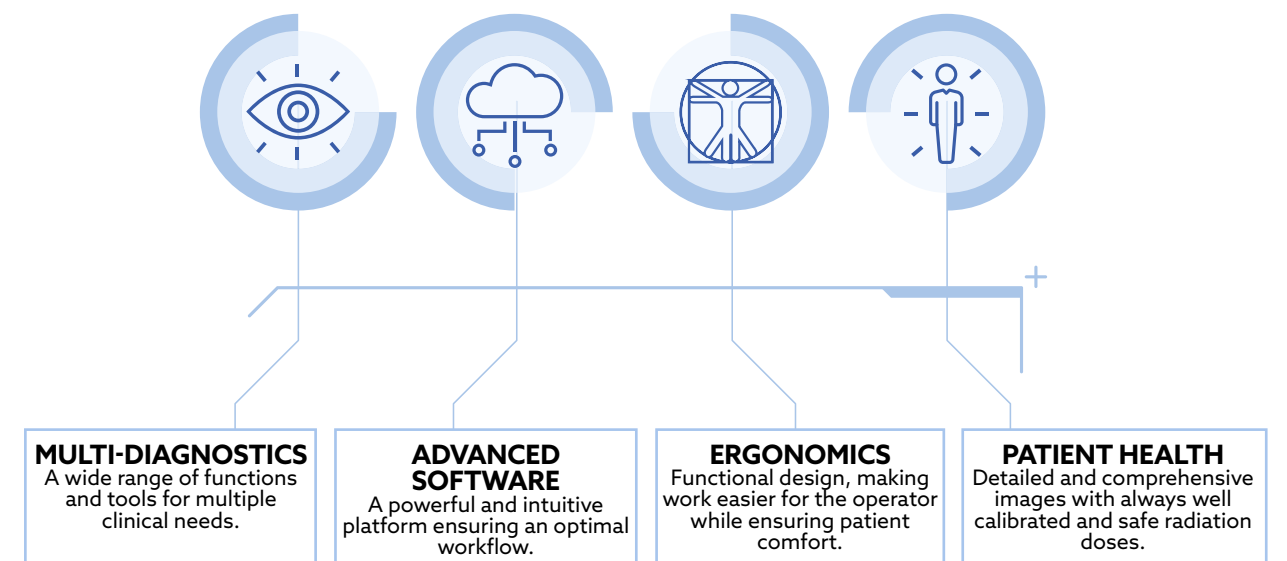 MULTI-DIAGNOSTICS
A wide range of functions
and tools for multiple
clinical needs.
ADVANCED
SOFTWARE
A powerful and intuitive
platform ensuring an optimal
workflow.
ERGONOMICS
Functional design, making
work easier for the operator
while ensuring patient
comfort.
PATIENT HEALTH
Detailed and comprehensive
images with always well
calibrated and safe radiation
doses.